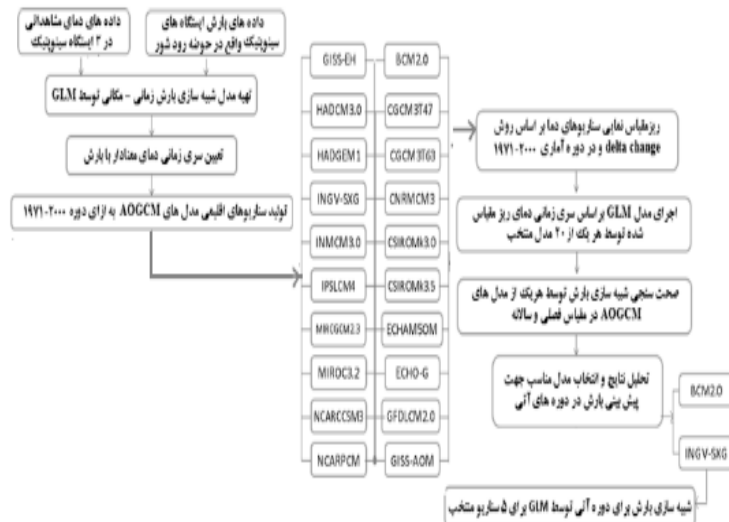 داده های دمای مشاهداتی
در ۳ ایستگاه سینوپتیک
داده های بارش ایستگاه های
سینوپتیک واقع در حوضه رود شور
تهیه مدل شبیه سازی بارش زمانی – مکانی توسط GLM
تعیین سری زمانی دمای معنادار با بارش
تولید سناریوهای اقلیمی مدل های AOGCM به ازای دوره ۲۰۰۰-۱۹۷۱
GISS-EH
HADCM3.0
HADGEM1
INGV-SXG
INMCM3.0
IPSLCM4
MIRCGCM2.3
MIROC3.2
NCARCCSM3
NCARPCM
BCM2.0
CGCM3T47
CGCM3T63
CNRMCM3
CSIROMk3.0
CSIROMk3.5
ECHAM5OM
ECHO-G
GFDLCM2.0
GISS-AOM
ریزمقیاس نمایی سناریوهای دما بر اساس روش
delta change و در دوره آماری ۲۰۰۰-۱۹۷۱
اجرای مدل GLM بر اساس سری زمانی دمای ریز مقیاس
شده توسط هر یک از ۲۰ مدل منتخب
صحت سنجی شبیه سازی بارش توسط هریک از مدل های
AOGCM در مقیاس فصلی و سالانه
تحلیل نتایج و انتخاب مدل مناسب جهت
پیش بینی بارش در دوره های آتی
BCM2.0
INGV-SXG
شبیه سازی بارش برای دوره آتی توسط GLM برای ۵ سناریو منتخب